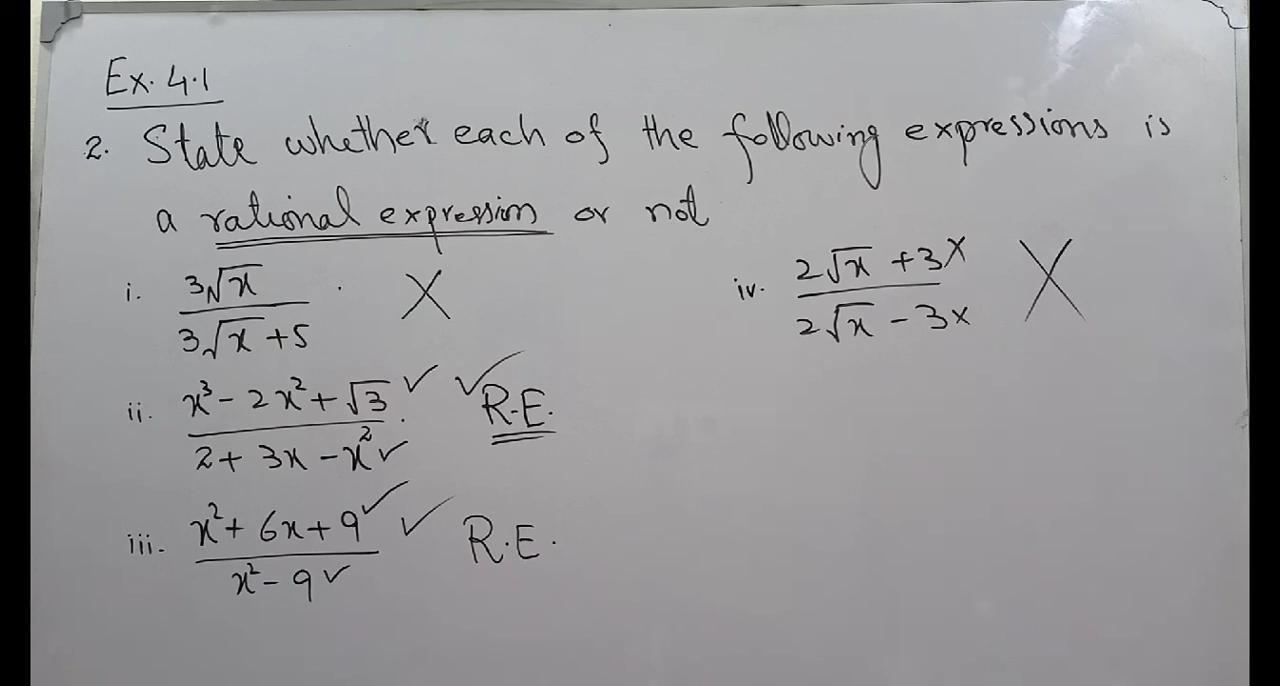 Ex. 4.1
2. State whether each of the following expressions is
a rational expression or not
i. 3√x / 3√x + 5 . X
ii. x³ - 2x² + √3 ✓ / 2 + 3x - x² ✓ ✓ R.E.
iii. x² + 6x + 9 ✓ / x² - 9 ✓ ✓ R.E.
iv. 2√x + 3x / 2√x - 3x X